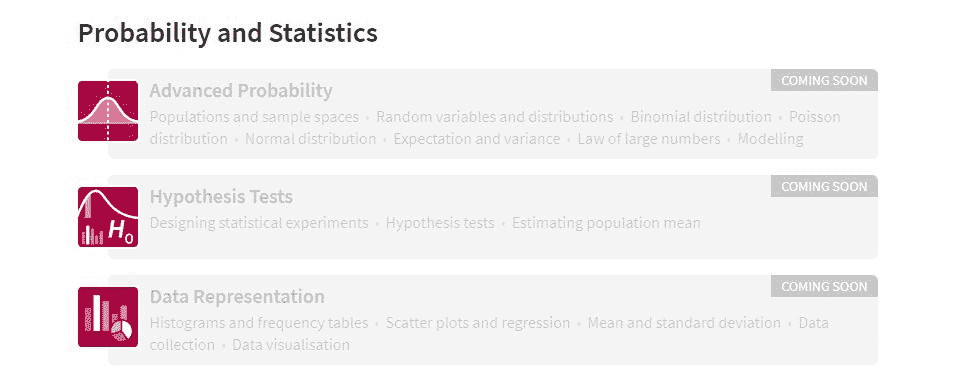 Probability and Statistics
COMING SOON
Advanced Probability
Populations and sample spaces • Random variables and distributions • Binomial distribution • Poisson
distribution • Normal distribution • Expectation and variance • Law of large numbers • Modelling
COMING SOON
Hypothesis Tests
Designing statistical experiments • Hypothesis tests • Estimating population mean
H0
COMING SOON
Data Representation
Histograms and frequency tables • Scatter plots and regression • Mean and standard deviation • Data
collection • Data visualisation